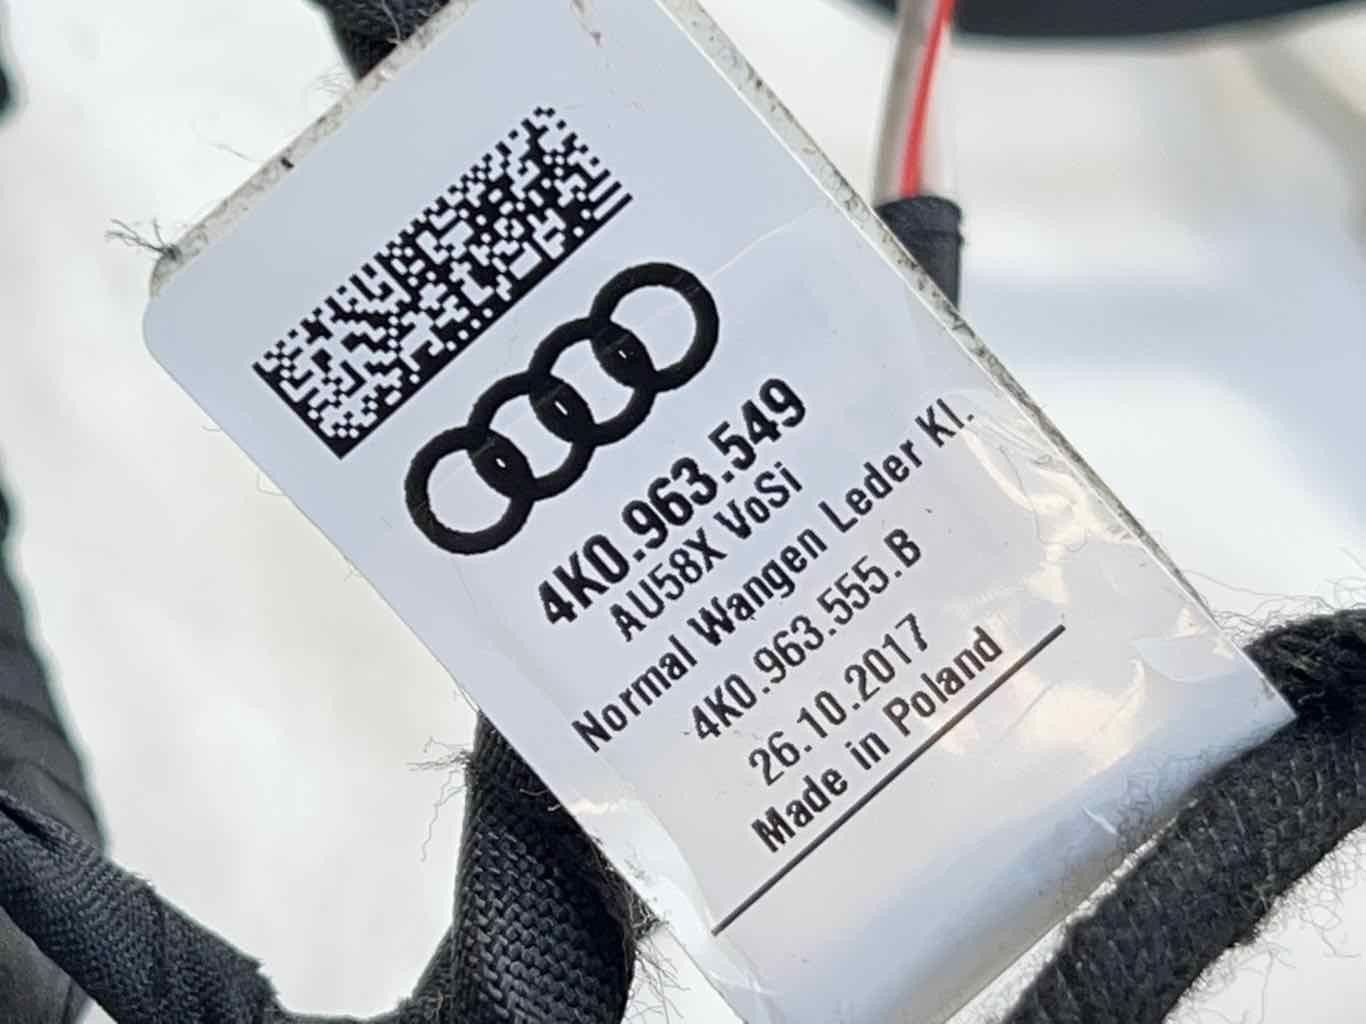 4K0.963.549
AU58X VoSi
Normal Wangen Leder Kl.
4K0.963.555.B
26.10.2017
Made in Poland